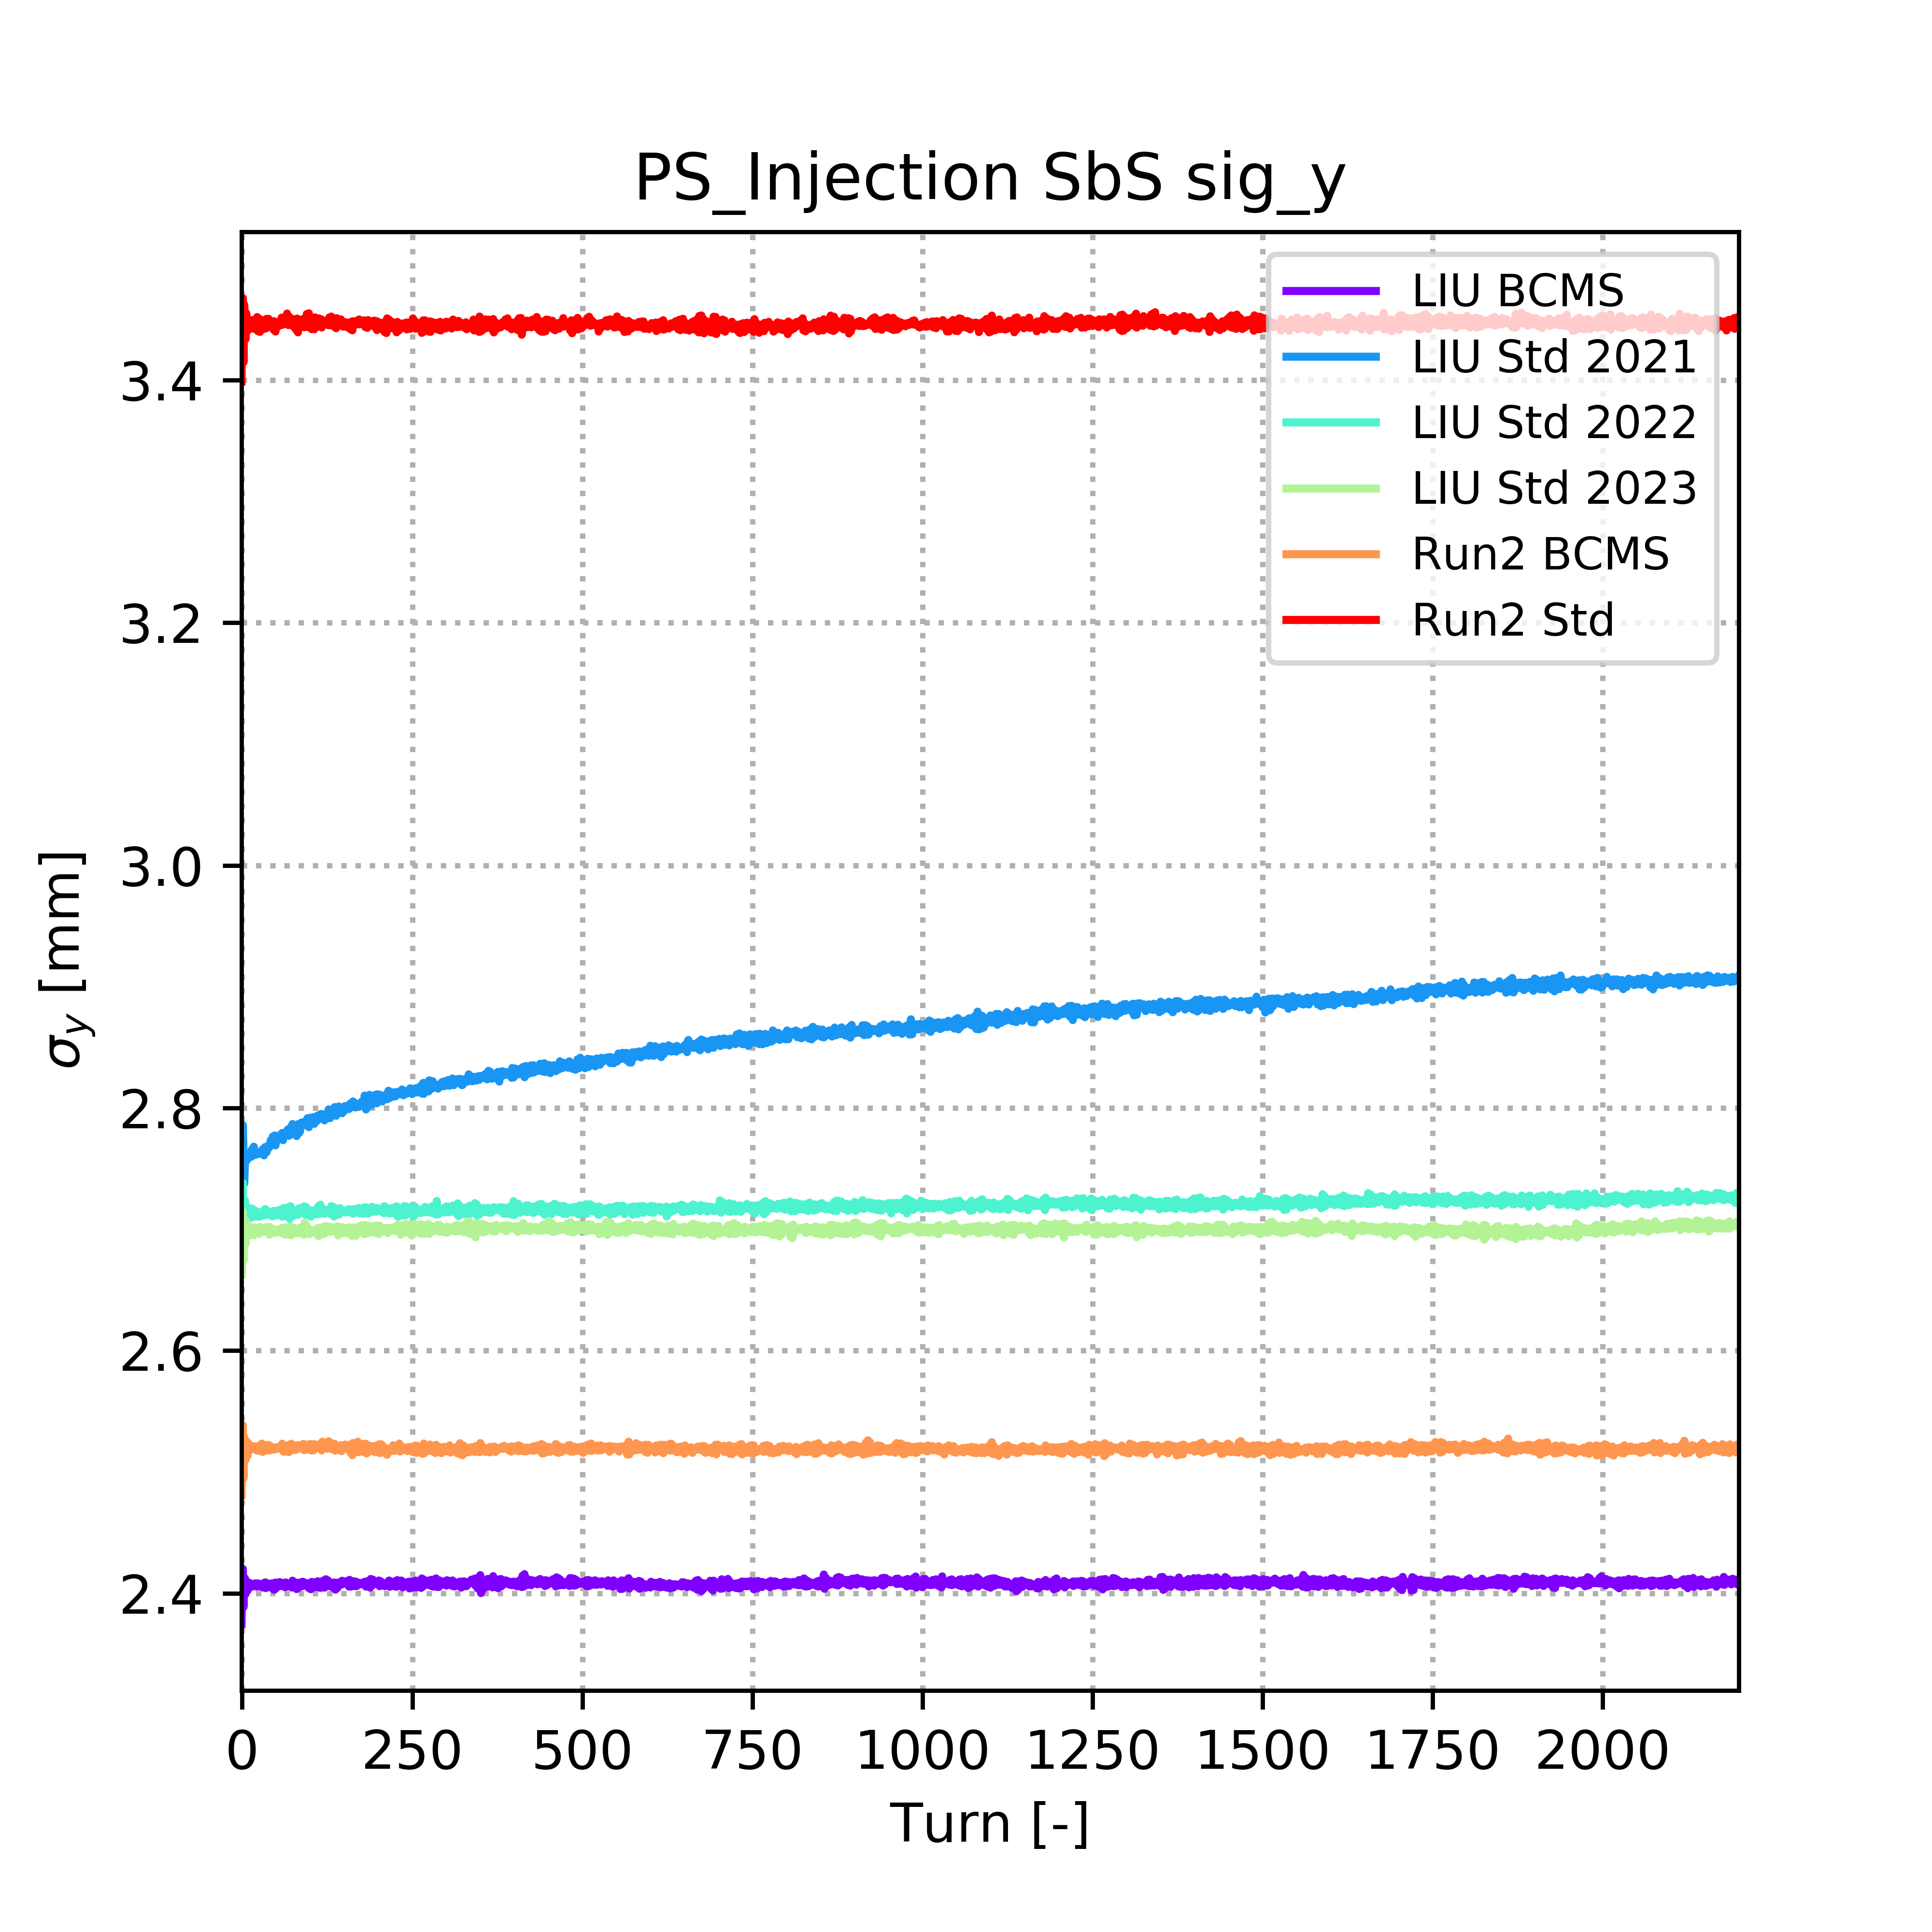 PS_Injection SbS sig_y
LIU BCMS
LIU Std 2021
LIU Std 2022
LIU Std 2023
Run2 BCMS
Run2 Std
3.4
3.2
3.0
2.8
2.6
2.4
σy [mm]
0 250 500 750 1000 1250 1500 1750 2000
Turn [-]